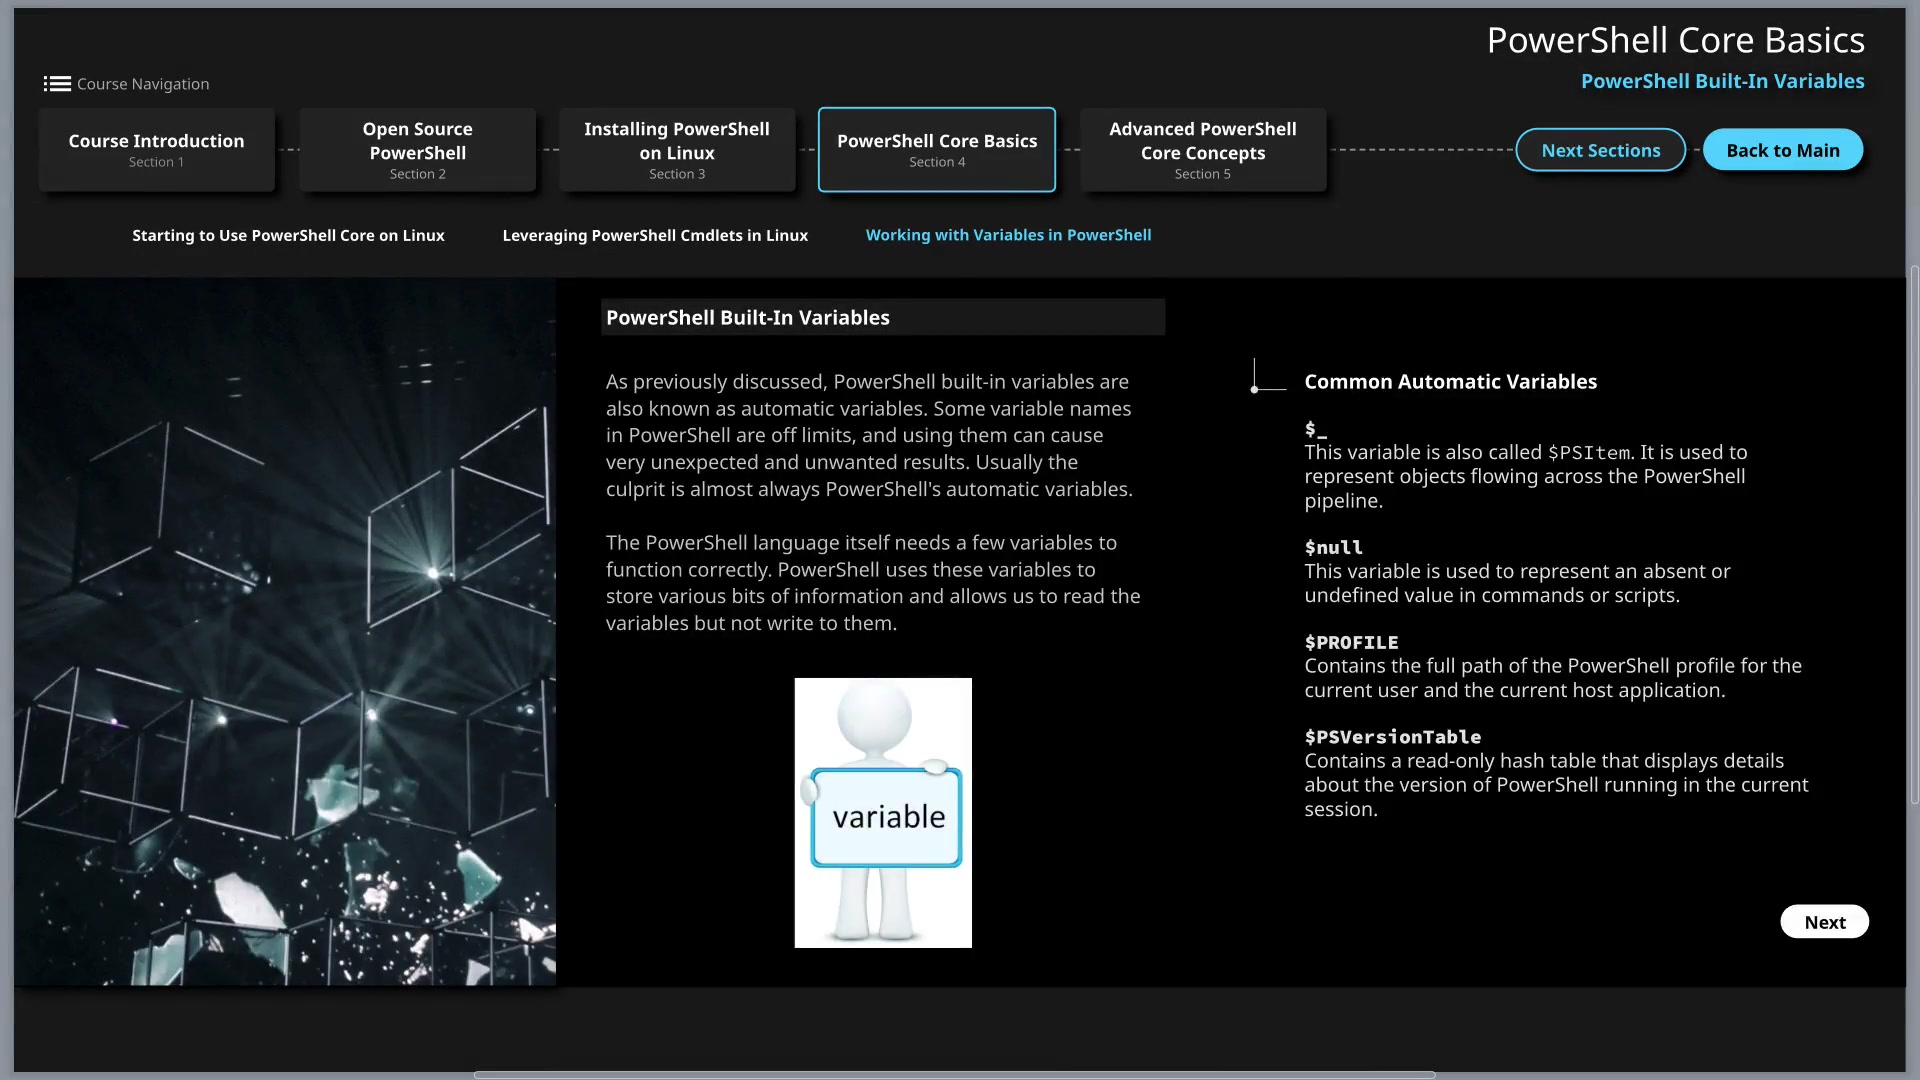 PowerShell Core Basics
PowerShell Built-In Variables
Course Navigation
Course Introduction
Section 1
Open Source
PowerShell
Section 2
Installing PowerShell
on Linux
Section 3
PowerShell Core Basics
Section 4
Advanced PowerShell
Core Concepts
Section 5
Next Sections
Back to Main
Starting to Use PowerShell Core on Linux
Leveraging PowerShell Cmdlets in Linux
Working with Variables in PowerShell
PowerShell Built-In Variables
As previously discussed, PowerShell built-in variables are
also known as automatic variables. Some variable names
in PowerShell are off limits, and using them can cause
very unexpected and unwanted results. Usually the
culprit is almost always PowerShell's automatic variables.
The PowerShell language itself needs a few variables to
function correctly. PowerShell uses these variables to
store various bits of information and allows us to read the
variables but not write to them.
variable
Common Automatic Variables
$_
This variable is also called $PSItem. It is used to
represent objects flowing across the PowerShell
pipeline.
$null
This variable is used to represent an absent or
undefined value in commands or scripts.
$PROFILE
Contains the full path of the PowerShell profile for the
current user and the current host application.
$PSVersionTable
Contains a read-only hash table that displays details
about the version of PowerShell running in the current
session.
Next